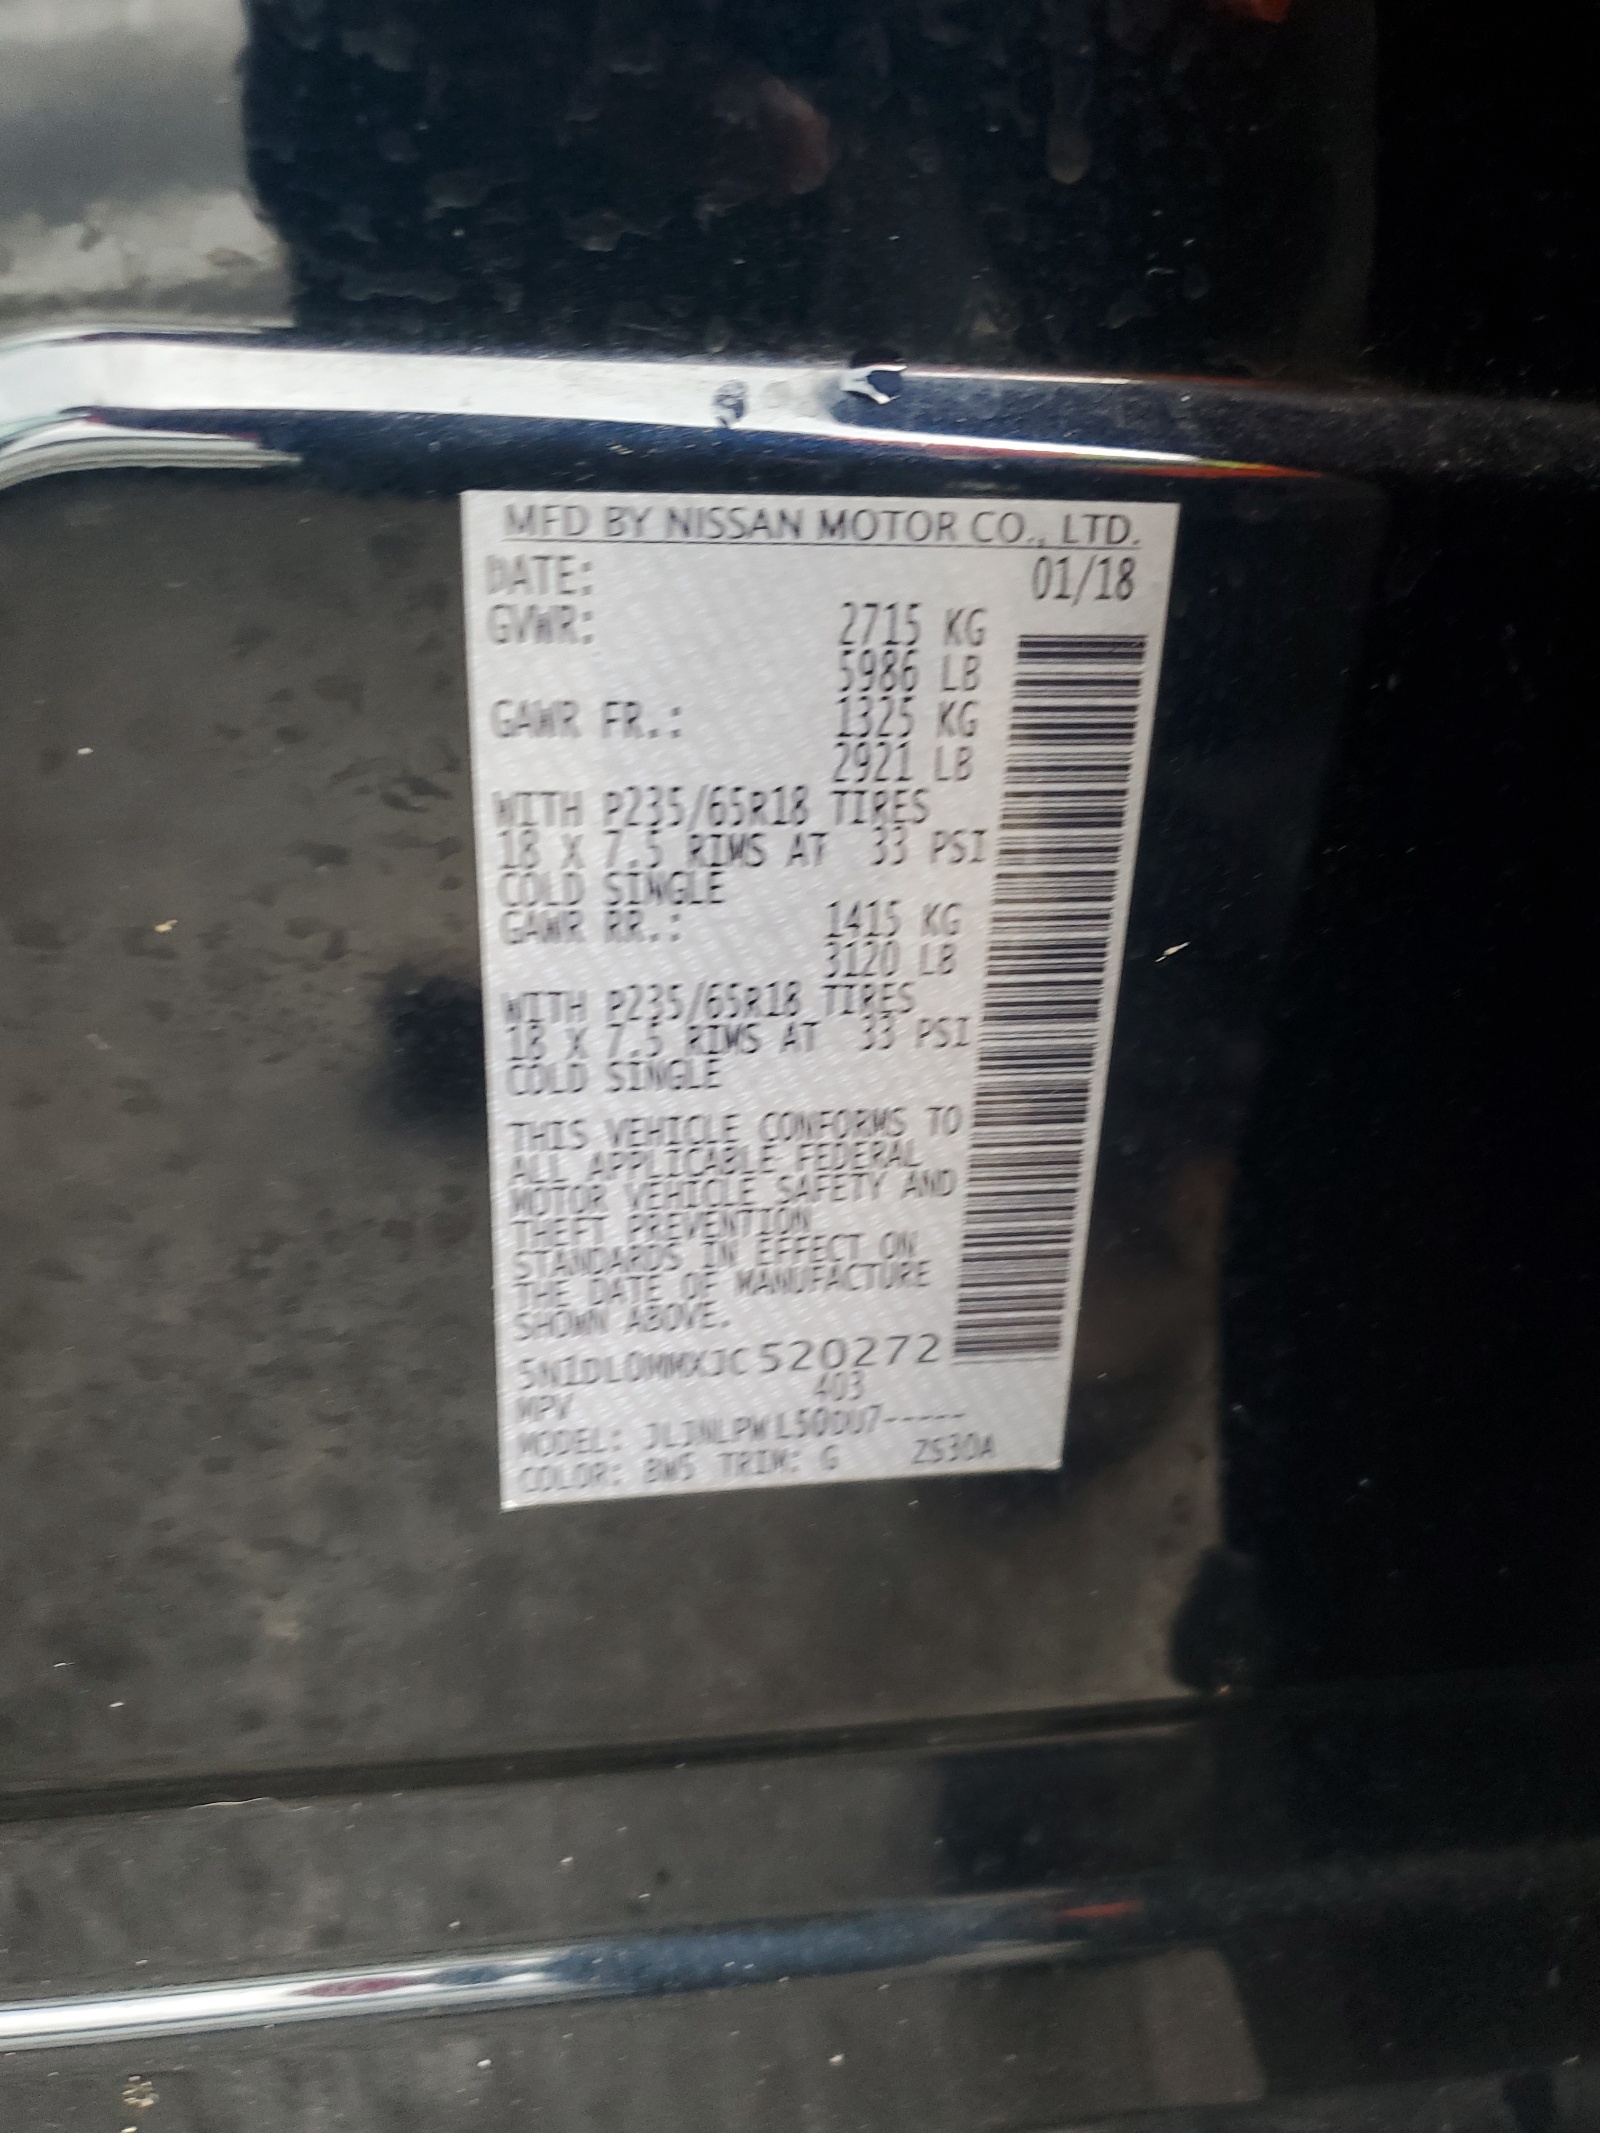 MFD BY NISSAN MOTOR CO., LTD.
DATE: 01/18
GVWR: 2715 KG
5986 LB
GAWR FR.: 1325 KG
2921 LB
WITH P235/65R18 TIRES
18 X 7.5 RIMS AT 33 PSI
COLD SINGLE
GAWR RR.: 1415 KG
3120 LB
WITH P235/65R18 TIRES
18 X 7.5 RIMS AT 33 PSI
COLD SINGLE
THIS VEHICLE CONFORMS TO
ALL APPLICABLE FEDERAL
MOTOR VEHICLE SAFETY AND
THEFT PREVENTION
STANDARDS IN EFFECT ON
THE DATE OF MANUFACTURE
SHOWN ABOVE.
5N1DL0MMXJC520272
MPV 403
MODEL: JLJNLPWL50DU7-----
COLOR: BW5 TRIM: G ZS30A